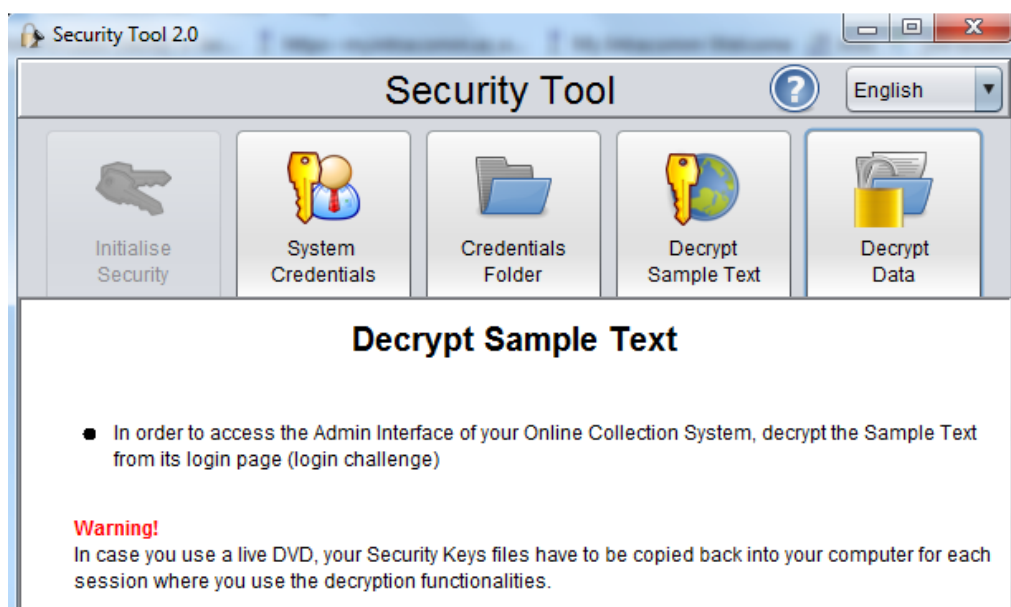 Security Tool 2.0
Security Tool
English
Initialise
Security
System
Credentials
Credentials
Folder
Decrypt
Sample Text
Decrypt
Data
Decrypt Sample Text
In order to access the Admin Interface of your Online Collection System, decrypt the Sample Text
from its login page (login challenge)
Warning!
In case you use a live DVD, your Security Keys files have to be copied back into your computer for each
session where you use the decryption functionalities.